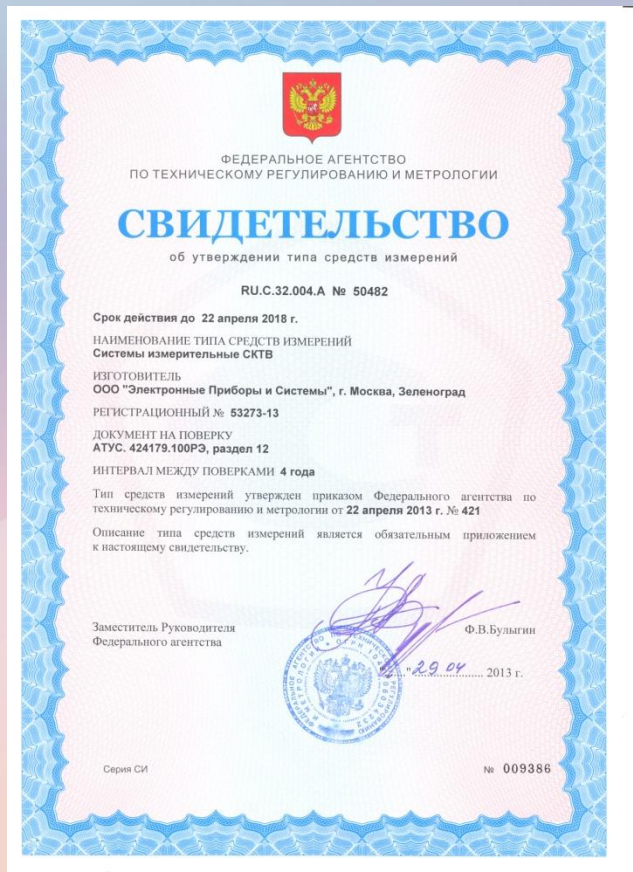 ФЕДЕРАЛЬНОЕ АГЕНТСТВО
ПО ТЕХНИЧЕСКОМУ РЕГУЛИРОВАНИЮ И МЕТРОЛОГИИ
СВИДЕТЕЛЬСТВО
об утверждении типа средств измерений
RU.C.32.004.A № 50482
Срок действия до 22 апреля 2018 г.
НАИМЕНОВАНИЕ ТИПА СРЕДСТВ ИЗМЕРЕНИЙ
Системы измерительные СКТВ
ИЗГОТОВИТЕЛЬ
ООО "Электронные Приборы и Системы", г. Москва, Зеленоград
РЕГИСТРАЦИОННЫЙ № 53273-13
ДОКУМЕНТ НА ПОВЕРКУ
АТУС. 424179.100РЭ, раздел 12
ИНТЕРВАЛ МЕЖДУ ПОВЕРКАМИ 4 года
Тип средств измерений утвержден приказом Федерального агентства по
техническому регулированию и метрологии от 22 апреля 2013 г. № 421
Описание типа средств измерений является обязательным приложением
к настоящему свидетельству.
Заместитель Руководителя
Федерального агентства
Ф.В.Булыгин
"29 04 2013 г.
Серия СИ
№ 009386